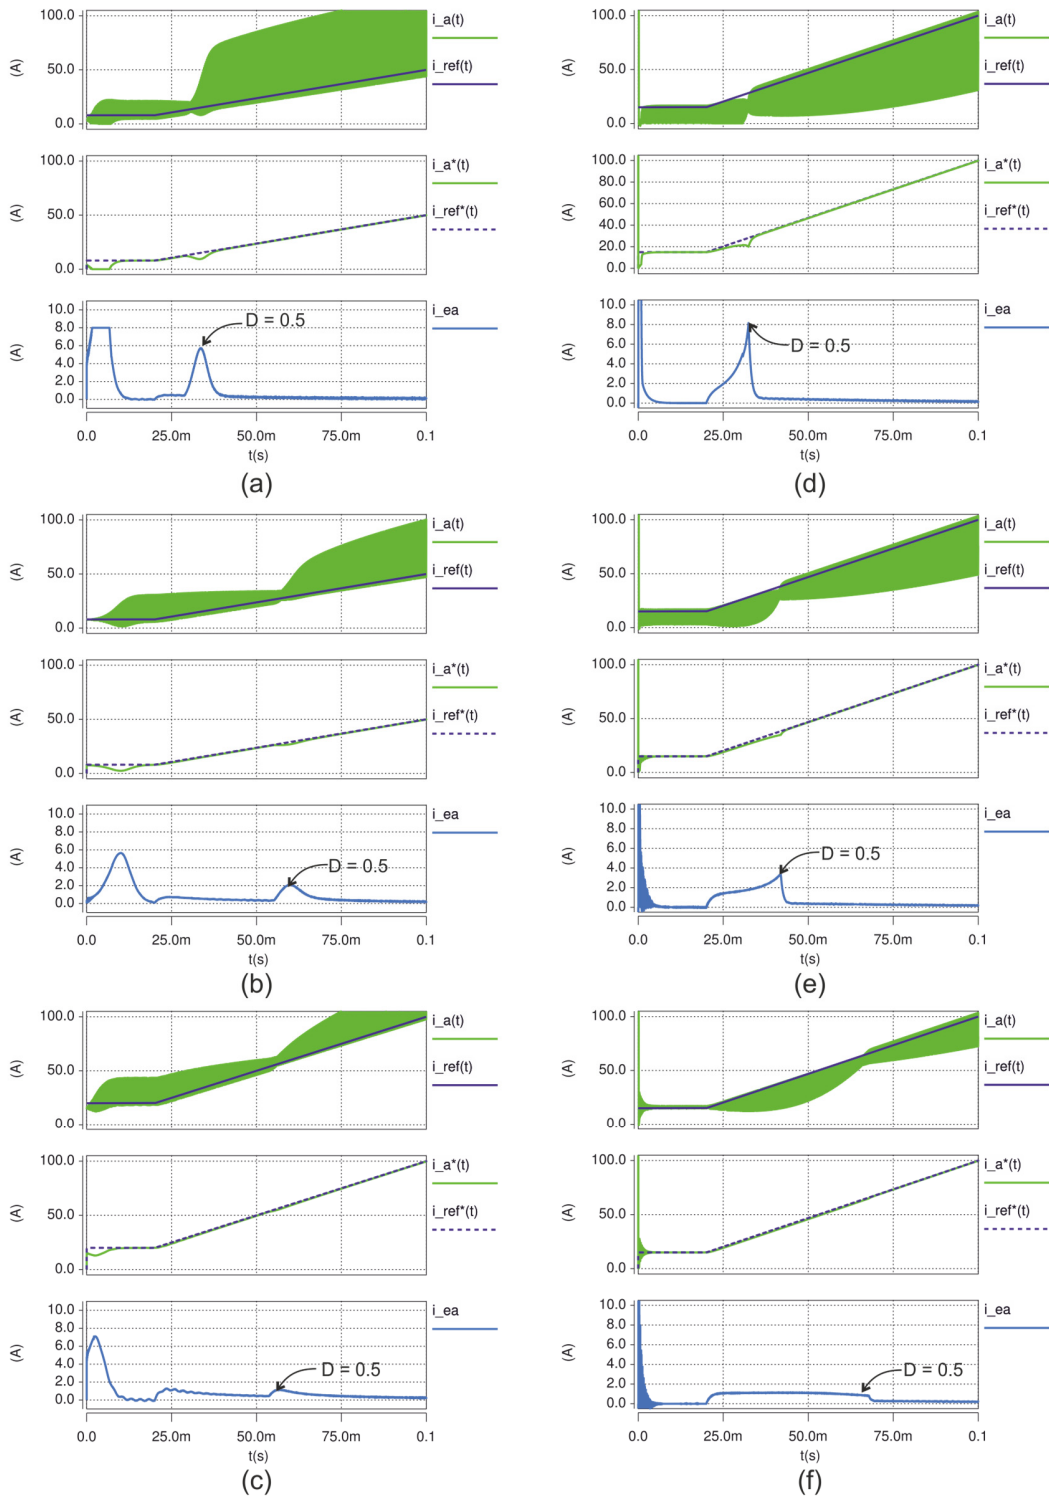 100.0
50.0
0.0
(A)
i_a(t)
i_ref(t)
100.0
50.0
0.0
(A)
i_a*(t)
i_ref*(t)
10.0
8.0
6.0
4.0
2.0
0.0
(A)
D = 0.5
i_ea
0.0 25.0m 50.0m 75.0m 0.1
t(s)
(a)
100.0
50.0
0.0
(A)
i_a(t)
i_ref(t)
100.0
80.0
60.0
40.0
20.0
0.0
(A)
i_a*(t)
i_ref*(t)
10.0
8.0
6.0
4.0
2.0
0.0
(A)
D = 0.5
i_ea
0.0 25.0m 50.0m 75.0m 0.1
t(s)
(d)
100.0
50.0
0.0
(A)
i_a(t)
i_ref(t)
100.0
50.0
0.0
(A)
i_a*(t)
i_ref*(t)
10.0
8.0
6.0
4.0
2.0
0.0
(A)
D = 0.5
i_ea
0.0 25.0m 50.0m 75.0m 0.1
t(s)
(b)
100.0
50.0
0.0
(A)
i_a(t)
i_ref(t)
100.0
50.0
0.0
(A)
i_a*(t)
i_ref*(t)
10.0
8.0
6.0
4.0
2.0
0.0
(A)
D = 0.5
i_ea
0.0 25.0m 50.0m 75.0m 0.1
t(s)
(e)
100.0
50.0
0.0
(A)
i_a(t)
i_ref(t)
100.0
50.0
0.0
(A)
i_a*(t)
i_ref*(t)
10.0
8.0
6.0
4.0
2.0
0.0
(A)
D = 0.5
i_ea
0.0 25.0m 50.0m 75.0m 0.1
t(s)
(c)
100.0
50.0
0.0
(A)
i_a(t)
i_ref(t)
100.0
50.0
0.0
(A)
i_a*(t)
i_ref*(t)
10.0
8.0
6.0
4.0
2.0
0.0
(A)
D = 0.5
i_ea
0.0 25.0m 50.0m 75.0m 0.1
t(s)
(f)